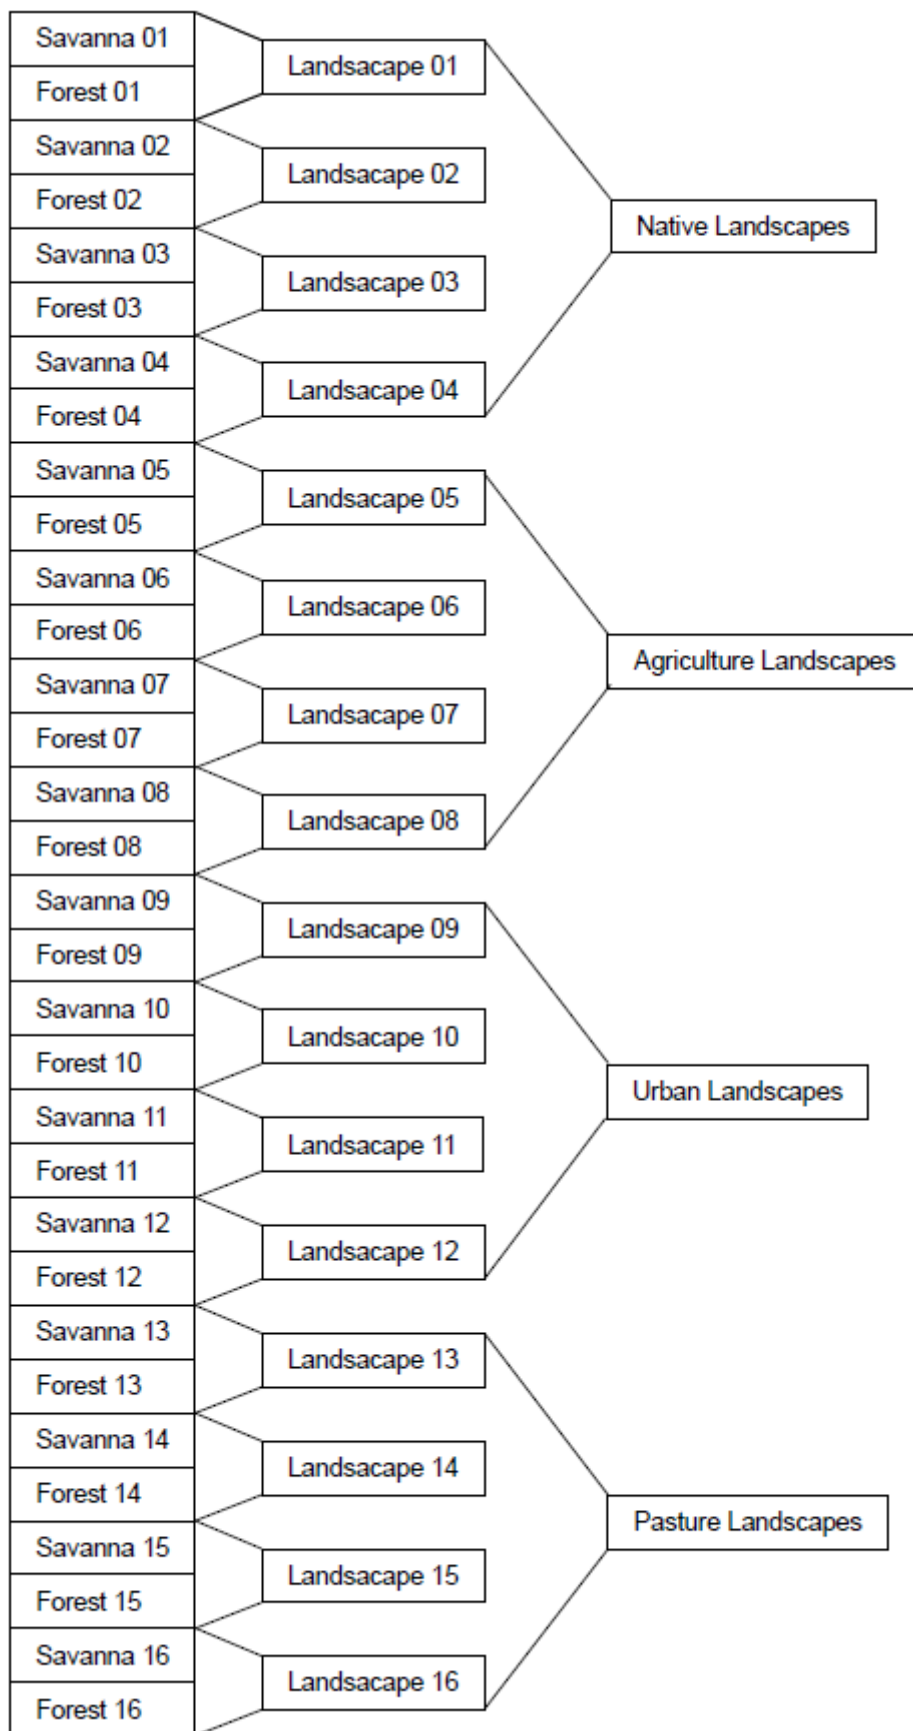 Savanna 01
Forest 01
Savanna 02
Forest 02
Savanna 03
Forest 03
Savanna 04
Forest 04
Savanna 05
Forest 05
Savanna 06
Forest 06
Savanna 07
Forest 07
Savanna 08
Forest 08
Savanna 09
Forest 09
Savanna 10
Forest 10
Savanna 11
Forest 11
Savanna 12
Forest 12
Savanna 13
Forest 13
Savanna 14
Forest 14
Savanna 15
Forest 15
Savanna 16
Forest 16
Landsacape 01
Landsacape 02
Landsacape 03
Landsacape 04
Landsacape 05
Landsacape 06
Landsacape 07
Landsacape 08
Landsacape 09
Landsacape 10
Landsacape 11
Landsacape 12
Landsacape 13
Landsacape 14
Landsacape 15
Landsacape 16
Native Landscapes
Agriculture Landscapes
Urban Landscapes
Pasture Landscapes